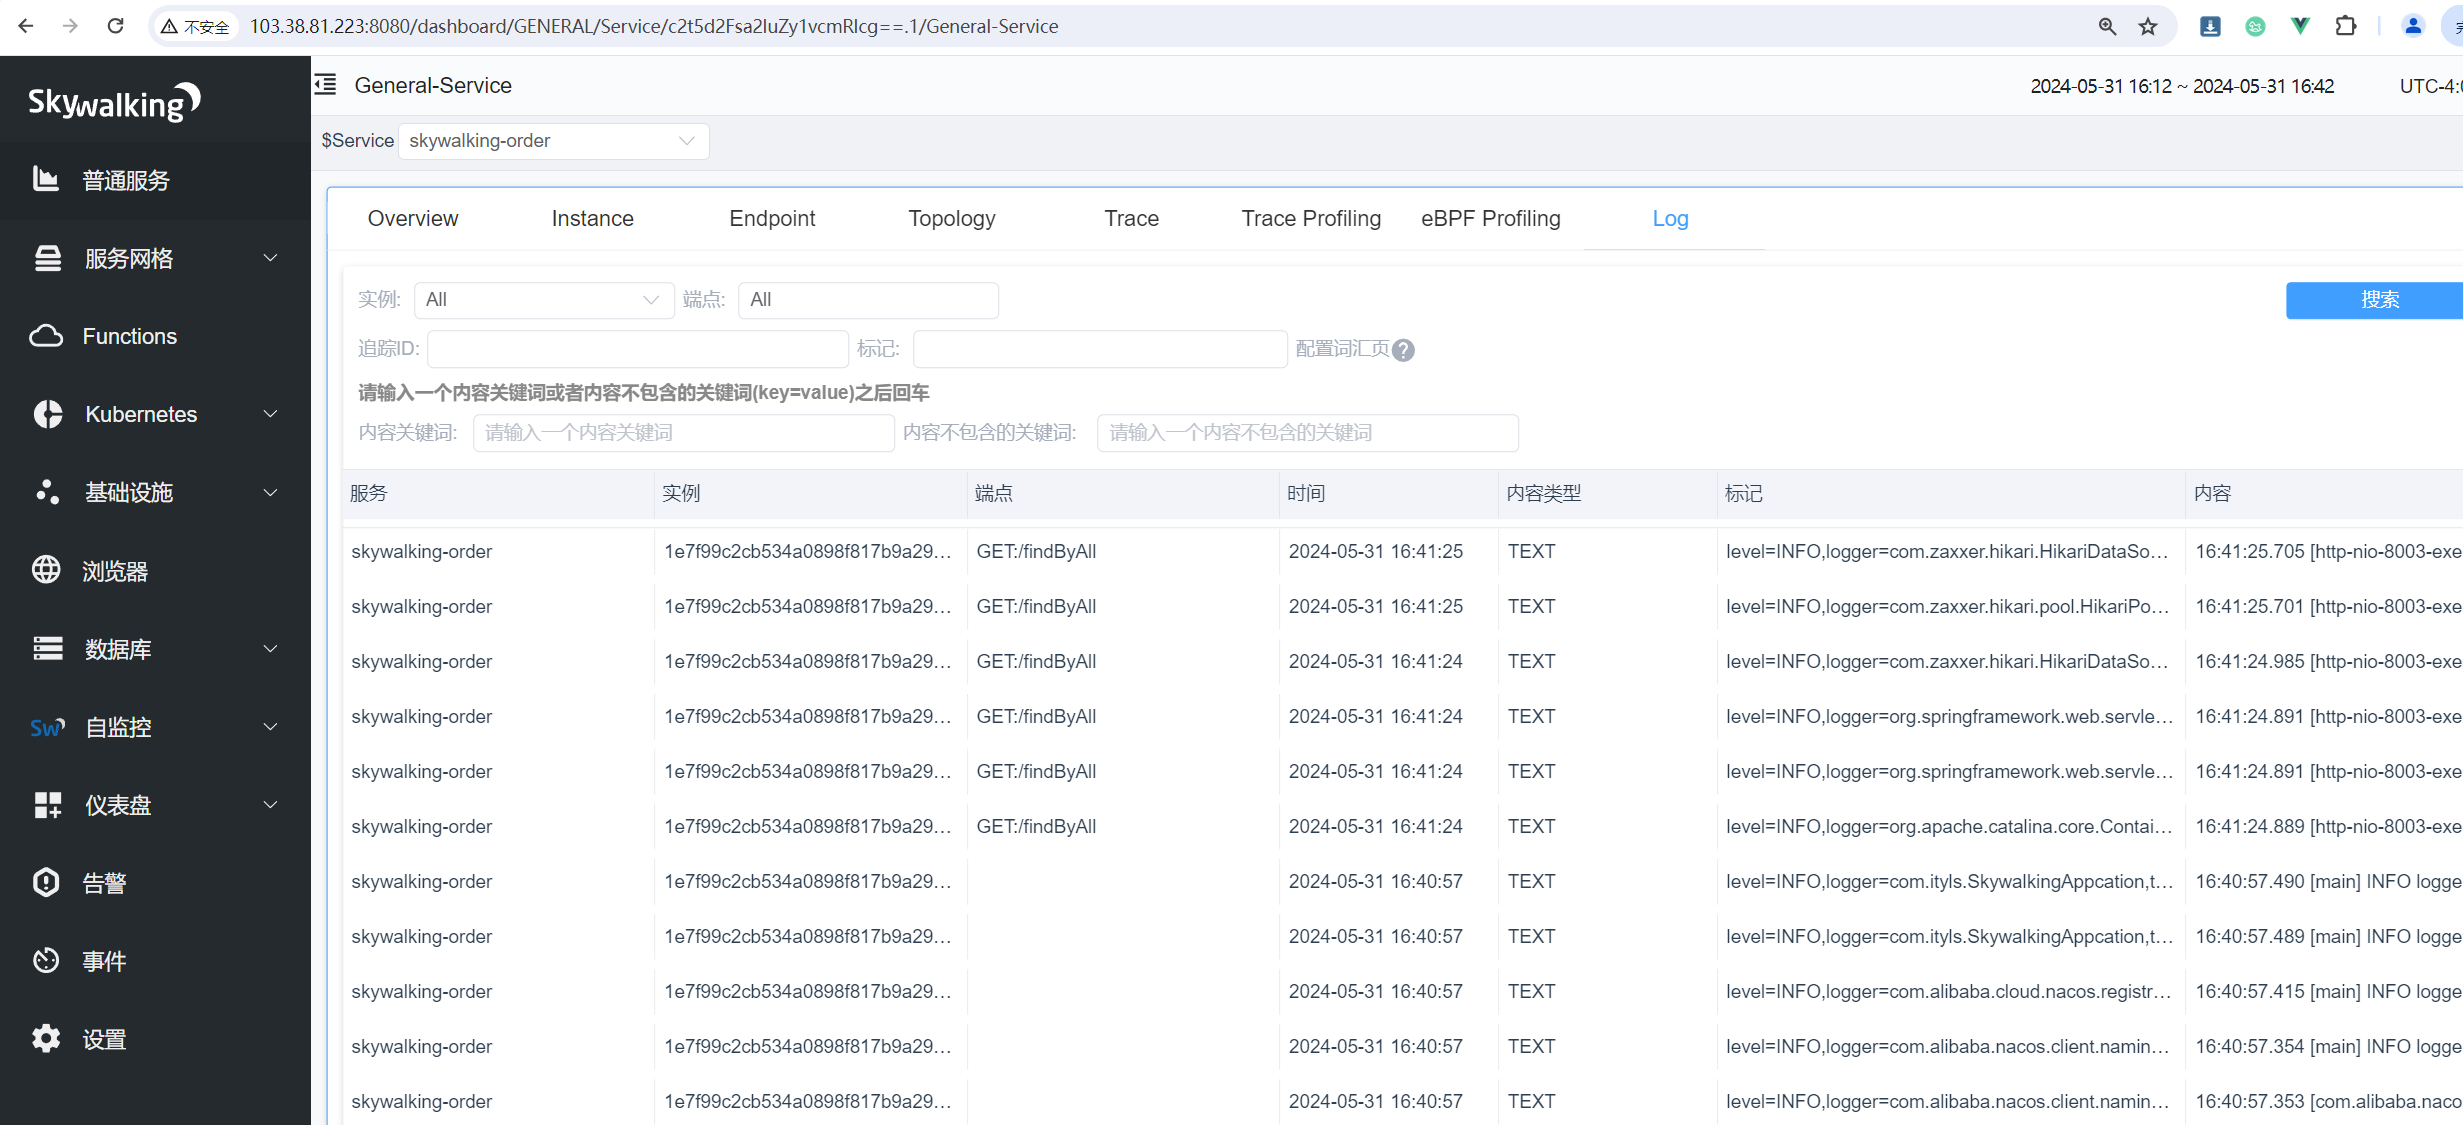 不安全 103.38.81.223:8080/dashboard/GENERAL/Service/c2t5d2Fsa2luZy1vcmRlcg==.1/General-Service
Skywalking
General-Service 2024-05-31 16:12 ~ 2024-05-31 16:42 UTC-4:
$Service skywalking-order
普通服务
服务网格
Functions
Kubernetes
基础设施
浏览器
数据库
Sw 自监控
仪表盘
告警
事件
设置
Overview Instance Endpoint Topology Trace Trace Profiling eBPF Profiling Log
实例: All 端点: All 搜索
追踪ID: 标记: 配置词汇页
请输入一个内容关键词或者内容不包含的关键词(key=value)之后回车
内容关键词: 请输入一个内容关键词 内容不包含的关键词: 请输入一个内容不包含的关键词
服务 实例 端点 时间 内容类型 标记 内容
skywalking-order 1e7f99c2cb534a0898f817b9a29... GET:/findByAll 2024-05-31 16:41:25 TEXT level=INFO,logger=com.zaxxer.hikari.HikariDataSo... 16:41:25.705 [http-nio-8003-exe
skywalking-order 1e7f99c2cb534a0898f817b9a29... GET:/findByAll 2024-05-31 16:41:25 TEXT level=INFO,logger=com.zaxxer.hikari.pool.HikariPo... 16:41:25.701 [http-nio-8003-exe
skywalking-order 1e7f99c2cb534a0898f817b9a29... GET:/findByAll 2024-05-31 16:41:24 TEXT level=INFO,logger=com.zaxxer.hikari.HikariDataSo... 16:41:24.985 [http-nio-8003-exe
skywalking-order 1e7f99c2cb534a0898f817b9a29... GET:/findByAll 2024-05-31 16:41:24 TEXT level=INFO,logger=org.springframework.web.servle... 16:41:24.891 [http-nio-8003-exe
skywalking-order 1e7f99c2cb534a0898f817b9a29... GET:/findByAll 2024-05-31 16:41:24 TEXT level=INFO,logger=org.springframework.web.servle... 16:41:24.891 [http-nio-8003-exe
skywalking-order 1e7f99c2cb534a0898f817b9a29... GET:/findByAll 2024-05-31 16:41:24 TEXT level=INFO,logger=org.apache.catalina.core.Contai... 16:41:24.889 [http-nio-8003-exe
skywalking-order 1e7f99c2cb534a0898f817b9a29... 2024-05-31 16:40:57 TEXT level=INFO,logger=com.ityls.SkywalkingAppcation,t... 16:40:57.490 [main] INFO logge
skywalking-order 1e7f99c2cb534a0898f817b9a29... 2024-05-31 16:40:57 TEXT level=INFO,logger=com.ityls.SkywalkingAppcation,t... 16:40:57.489 [main] INFO logge
skywalking-order 1e7f99c2cb534a0898f817b9a29... 2024-05-31 16:40:57 TEXT level=INFO,logger=com.alibaba.cloud.nacos.registr... 16:40:57.415 [main] INFO logge
skywalking-order 1e7f99c2cb534a0898f817b9a29... 2024-05-31 16:40:57 TEXT level=INFO,logger=com.alibaba.nacos.client.namin... 16:40:57.354 [main] INFO logge
skywalking-order 1e7f99c2cb534a0898f817b9a29... 2024-05-31 16:40:57 TEXT level=INFO,logger=com.alibaba.nacos.client.namin... 16:40:57.353 [com.alibaba.naco